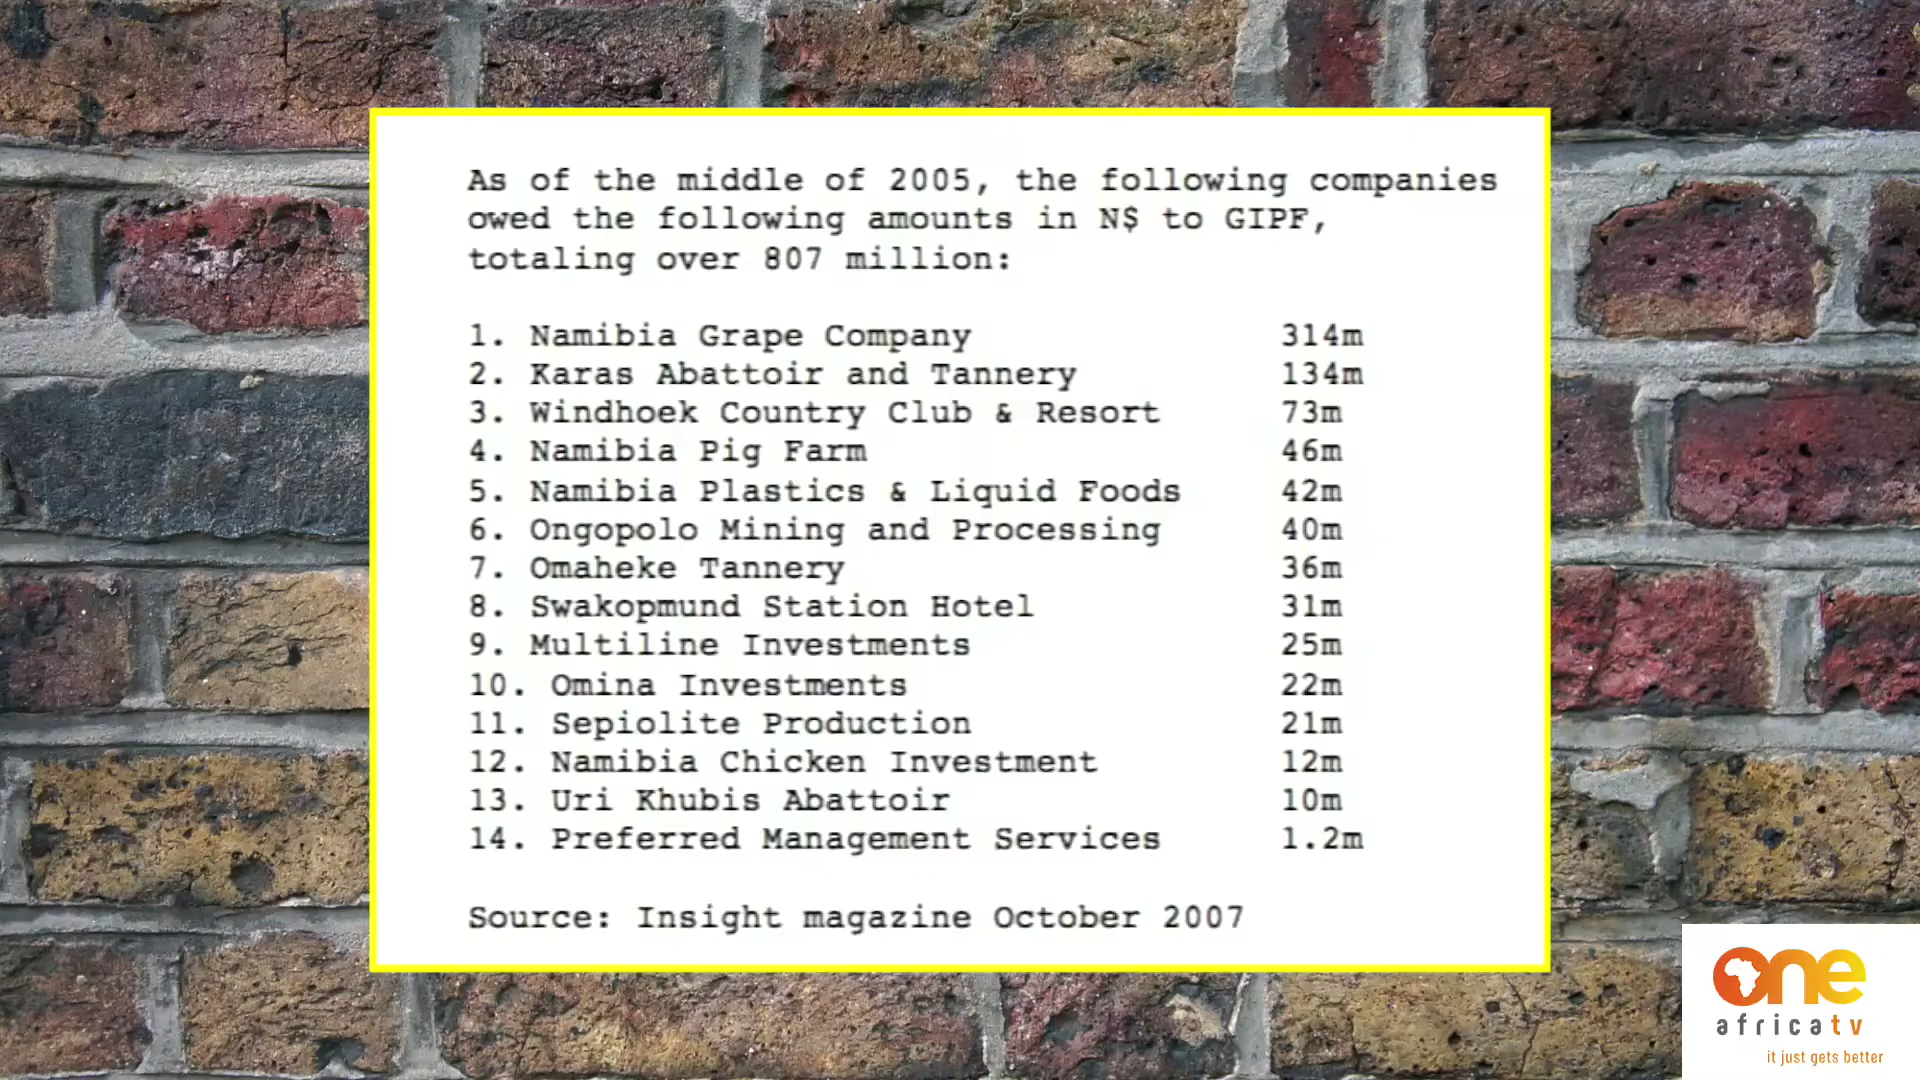 As of the middle of 2005, the following companies
owed the following amounts in N$ to GIPF,
totaling over 807 million:
1. Namibia Grape Company 314m
2. Karas Abattoir and Tannery 134m
3. Windhoek Country Club & Resort 73m
4. Namibia Pig Farm 46m
5. Namibia Plastics & Liquid Foods 42m
6. Ongopolo Mining and Processing 40m
7. Omaheke Tannery 36m
8. Swakopmund Station Hotel 31m
9. Multiline Investments 25m
10. Omina Investments 22m
11. Sepiolite Production 21m
12. Namibia Chicken Investment 12m
13. Uri Khubis Abattoir 10m
14. Preferred Management Services 1.2m
Source: Insight magazine October 2007
one
africa tv
it just gets better